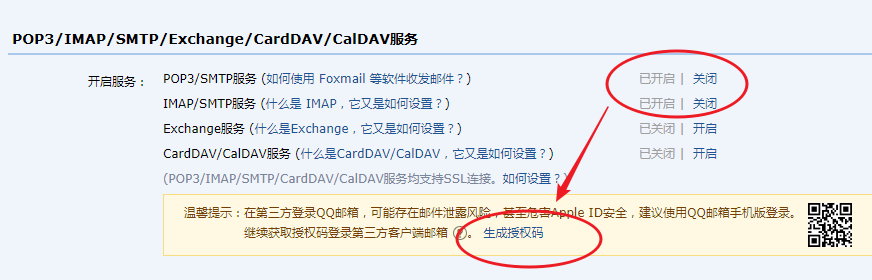 POP3/IMAP/SMTP/Exchange/CardDAV/CalDAV服务
开启服务： POP3/SMTP服务 (如何使用 Foxmail 等软件收发邮件？) 已开启 | 关闭
IMAP/SMTP服务 (什么是 IMAP，它又是如何设置？) 已开启 | 关闭
Exchange服务 (什么是Exchange，它又是如何设置？) 已关闭 | 开启
CardDAV/CalDAV服务 (什么是CardDAV/CalDAV，它又是如何设置？) 已关闭 | 开启
(POP3/IMAP/SMTP/CardDAV/CalDAV服务均支持SSL连接。如何设置？)
温馨提示：在第三方登录QQ邮箱，可能存在邮件泄露风险，甚至危害Apple ID安全，建议使用QQ邮箱手机版登录。
继续获取授权码登录第三方客户端邮箱 ?。 生成授权码